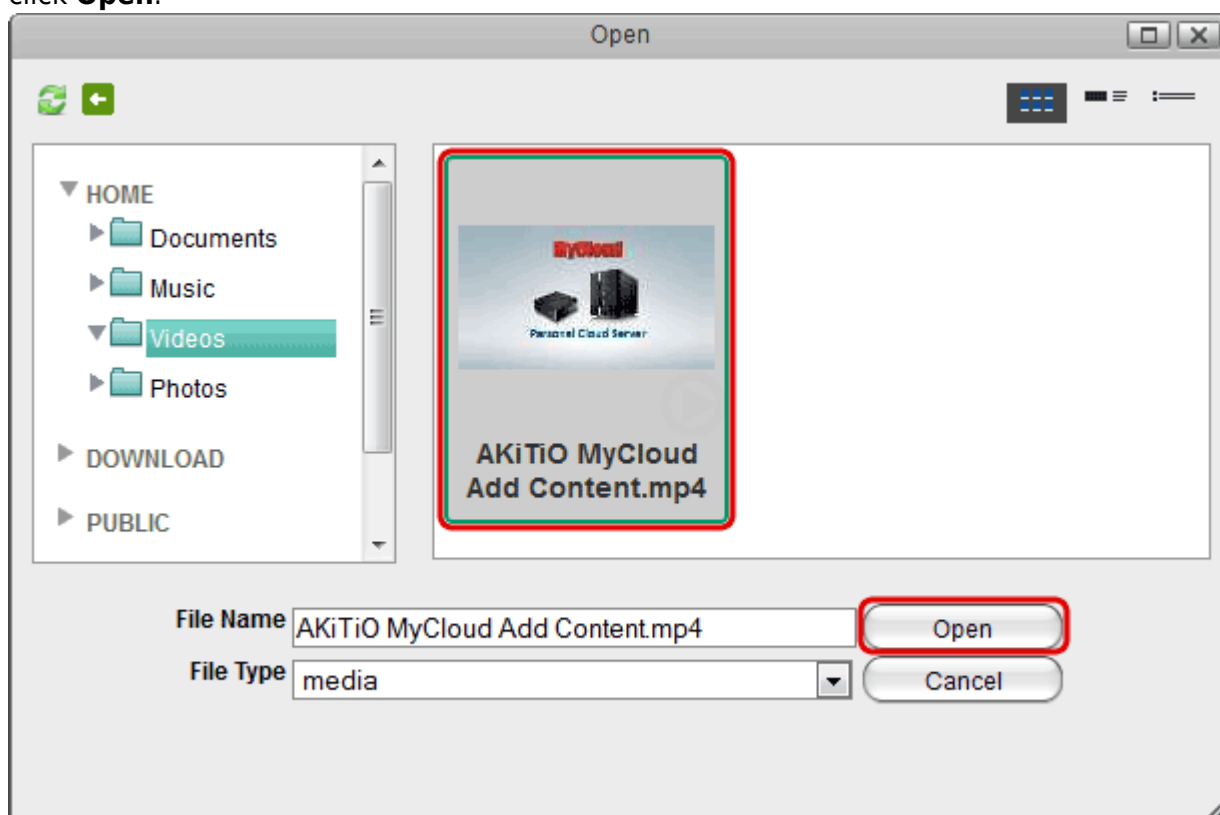 click Open.
Open
HOME
Documents
Music
Videos
Photos
DOWNLOAD
PUBLIC
MyCloud
Personal Cloud Server
AKiTiO MyCloud
Add Content.mp4
File Name AKiTiO MyCloud Add Content.mp4 Open
File Type media Cancel